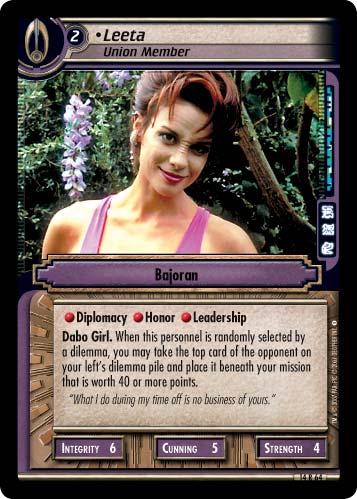 2
•Leeta
Union Member
Bajoran
Diplomacy Honor Leadership
Dabo Girl. When this personnel is randomly selected by
a dilemma, you may take the top card of the opponent on
your left's dilemma pile and place it beneath your mission
that is worth 40 or more points.
"What I do during my time off is no business of yours."
INTEGRITY 6 CUNNING 5 STRENGTH 4
14 R 64